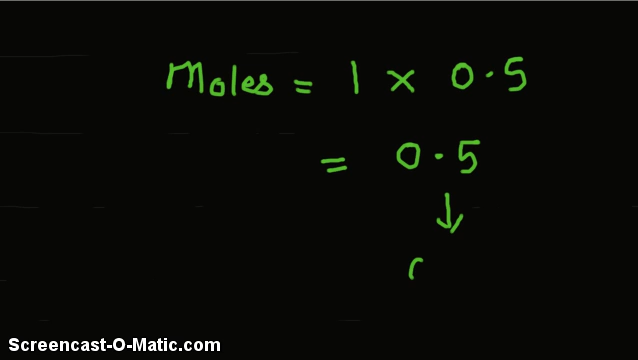 Moles = 1 × 0.5
= 0.5
↓
Screencast-O-Matic.com